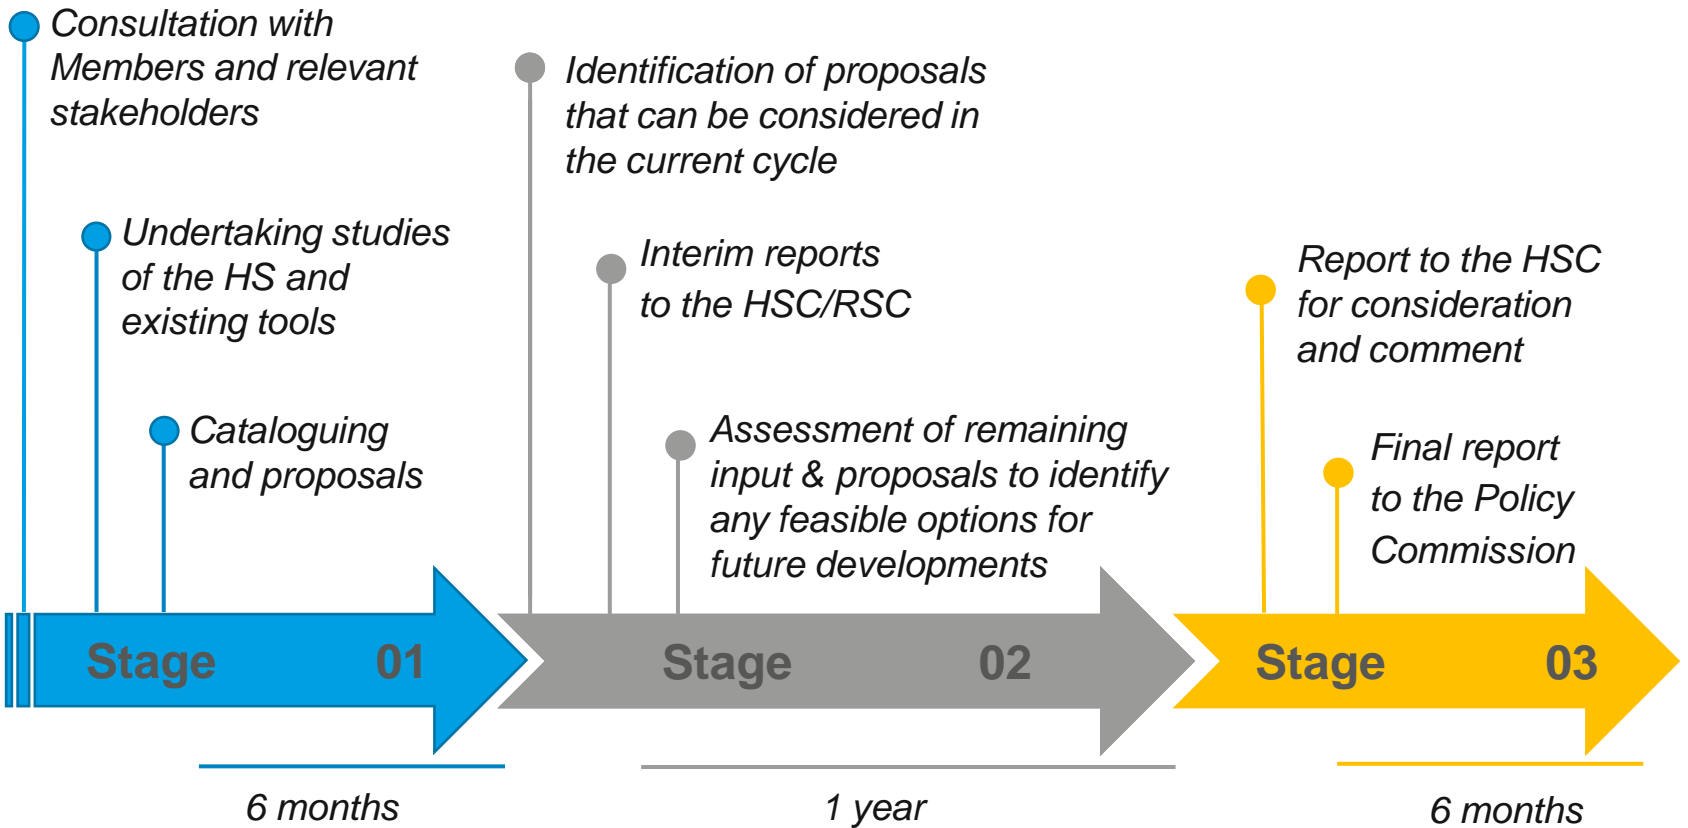 Consultation with
Members and relevant
stakeholders
Undertaking studies
of the HS and
existing tools
Cataloguing
and proposals
Identification of proposals
that can be considered in
the current cycle
Interim reports
to the HSC/RSC
Assessment of remaining
input & proposals to identify
any feasible options for
future developments
Report to the HSC
for consideration
and comment
Final report
to the Policy
Commission
Stage 01
Stage 02
Stage 03
6 months
1 year
6 months